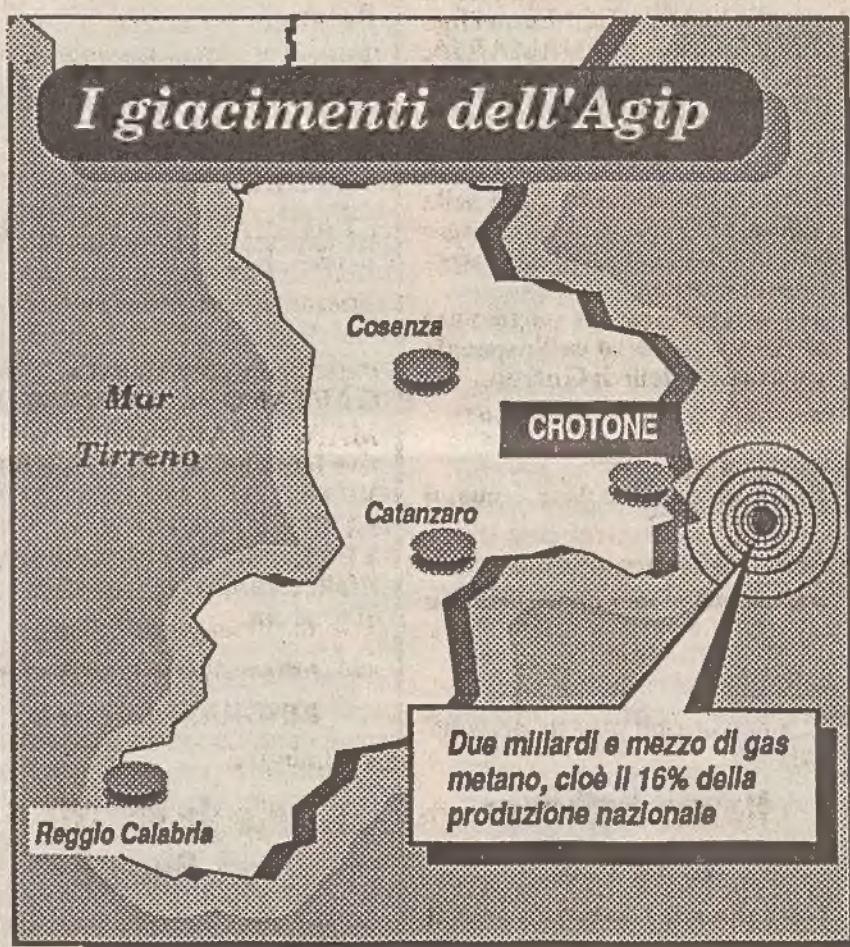 I giacimenti dell'Agip
Cosenza
Mar
Tirreno
CROTONE
Catanzaro
Due miliardi e mezzo di gas
metano, cioè il 16% della
produzione nazionale
Reggio Calabria